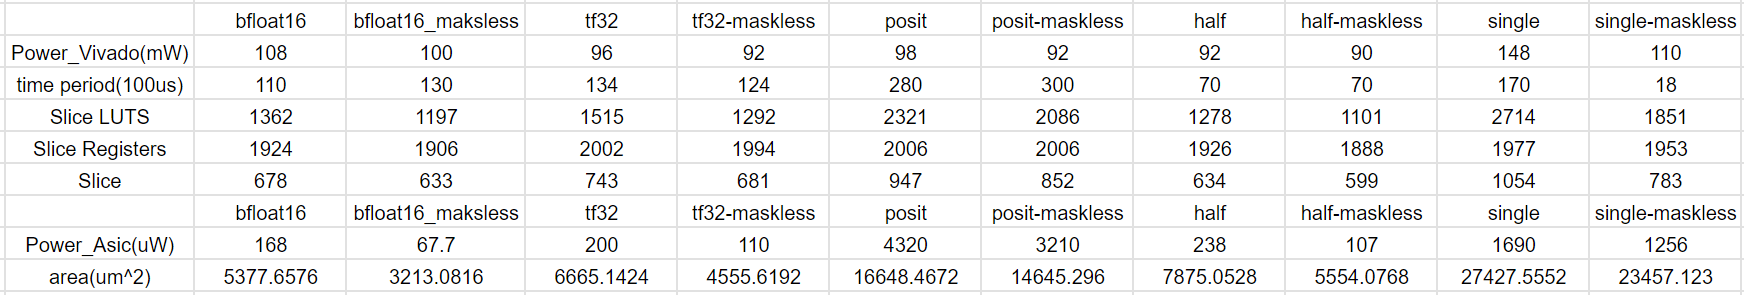 bfloat16 bfloat16_maksless tf32 tf32-maskless posit posit-maskless half half-maskless single single-maskless
Power_Vivado(mW) 108 100 96 92 98 92 92 90 148 110
time period(100us) 110 130 134 124 280 300 70 70 170 18
Slice LUTS 1362 1197 1515 1292 2321 2086 1278 1101 2714 1851
Slice Registers 1924 1906 2002 1994 2006 2006 1926 1888 1977 1953
Slice 678 633 743 681 947 852 634 599 1054 783
bfloat16 bfloat16_maksless tf32 tf32-maskless posit posit-maskless half half-maskless single single-maskless
Power_Asic(uW) 168 67.7 200 110 4320 3210 238 107 1690 1256
area(um^2) 5377.6576 3213.0816 6665.1424 4555.6192 16648.4672 14645.296 7875.0528 5554.0768 27427.5552 23457.123